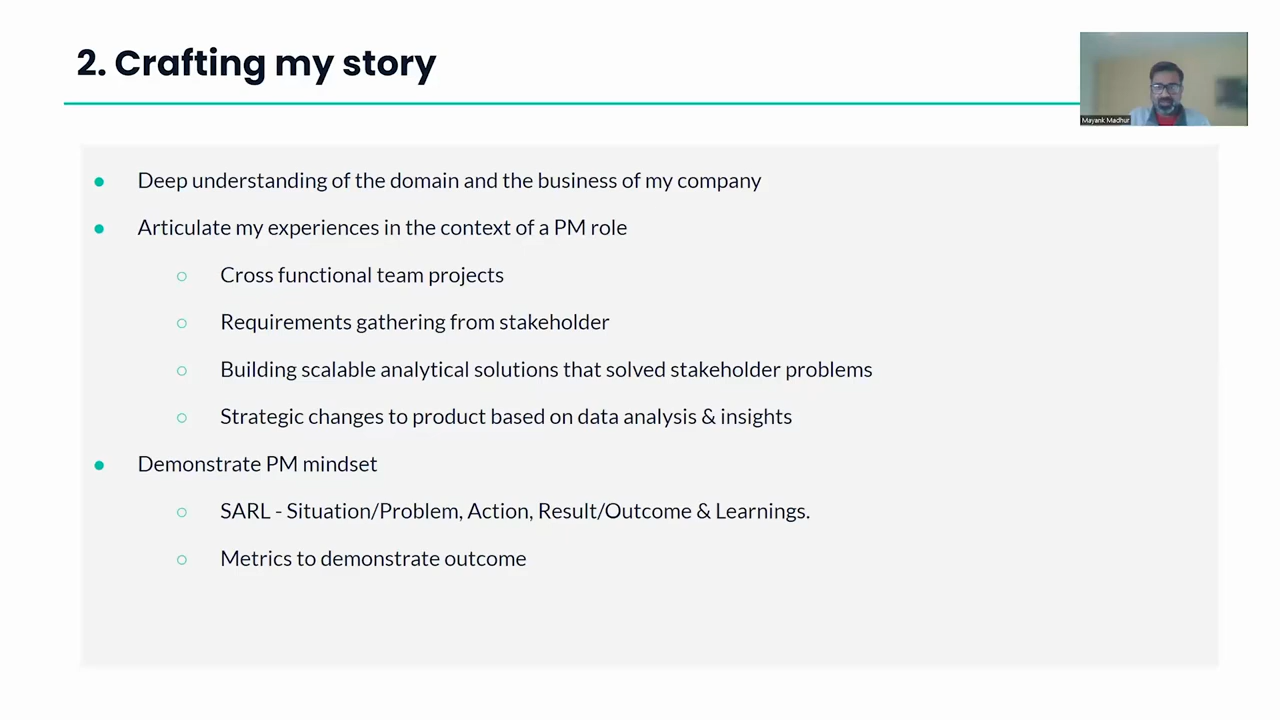 2. Crafting my story
Mayank Madhur
● Deep understanding of the domain and the business of my company
● Articulate my experiences in the context of a PM role
○ Cross functional team projects
○ Requirements gathering from stakeholder
○ Building scalable analytical solutions that solved stakeholder problems
○ Strategic changes to product based on data analysis & insights
● Demonstrate PM mindset
○ SARL - Situation/Problem, Action, Result/Outcome & Learnings.
○ Metrics to demonstrate outcome